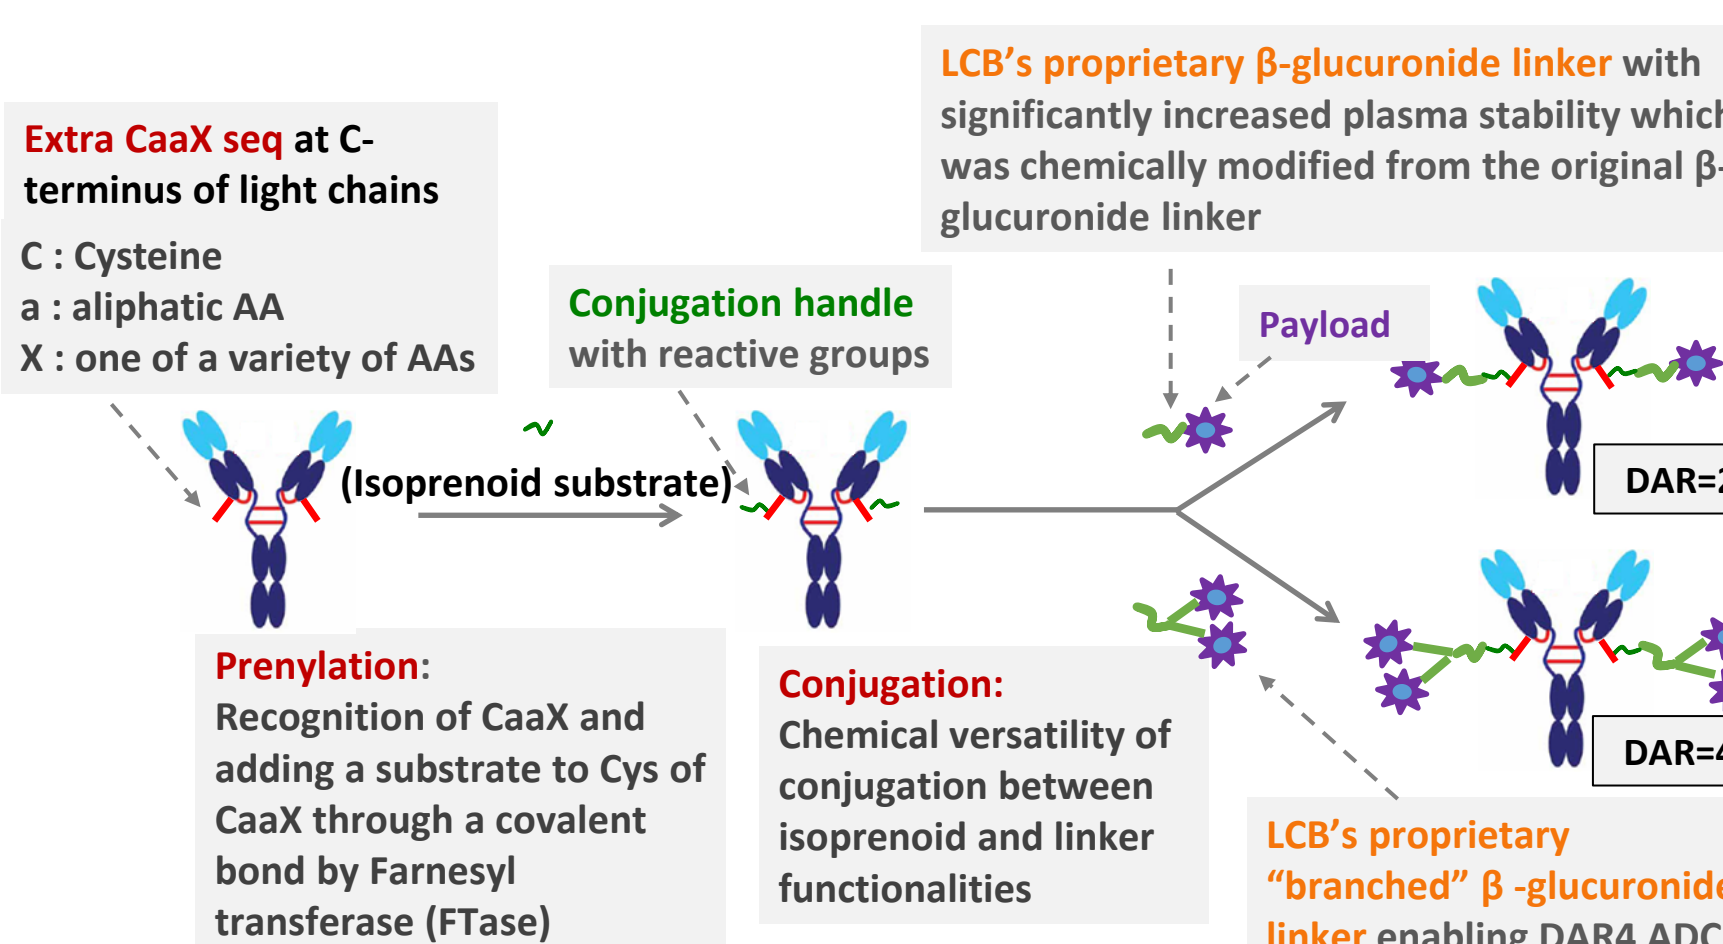 LCB’s proprietary β-glucuronide linker with
significantly increased plasma stability which
was chemically modified from the original β-
glucuronide linker
Extra CaaX seq at C-
terminus of light chains
C : Cysteine
a : aliphatic AA
X : one of a variety of AAs
Conjugation handle
with reactive groups
Payload
(Isoprenoid substrate)
DAR=2
DAR=4
Prenylation:
Recognition of CaaX and
adding a substrate to Cys of
CaaX through a covalent
bond by Farnesyl
transferase (FTase)
Conjugation:
Chemical versatility of
conjugation between
isoprenoid and linker
functionalities
LCB’s proprietary
“branched” β -glucuronide
linker enabling DAR4 ADC